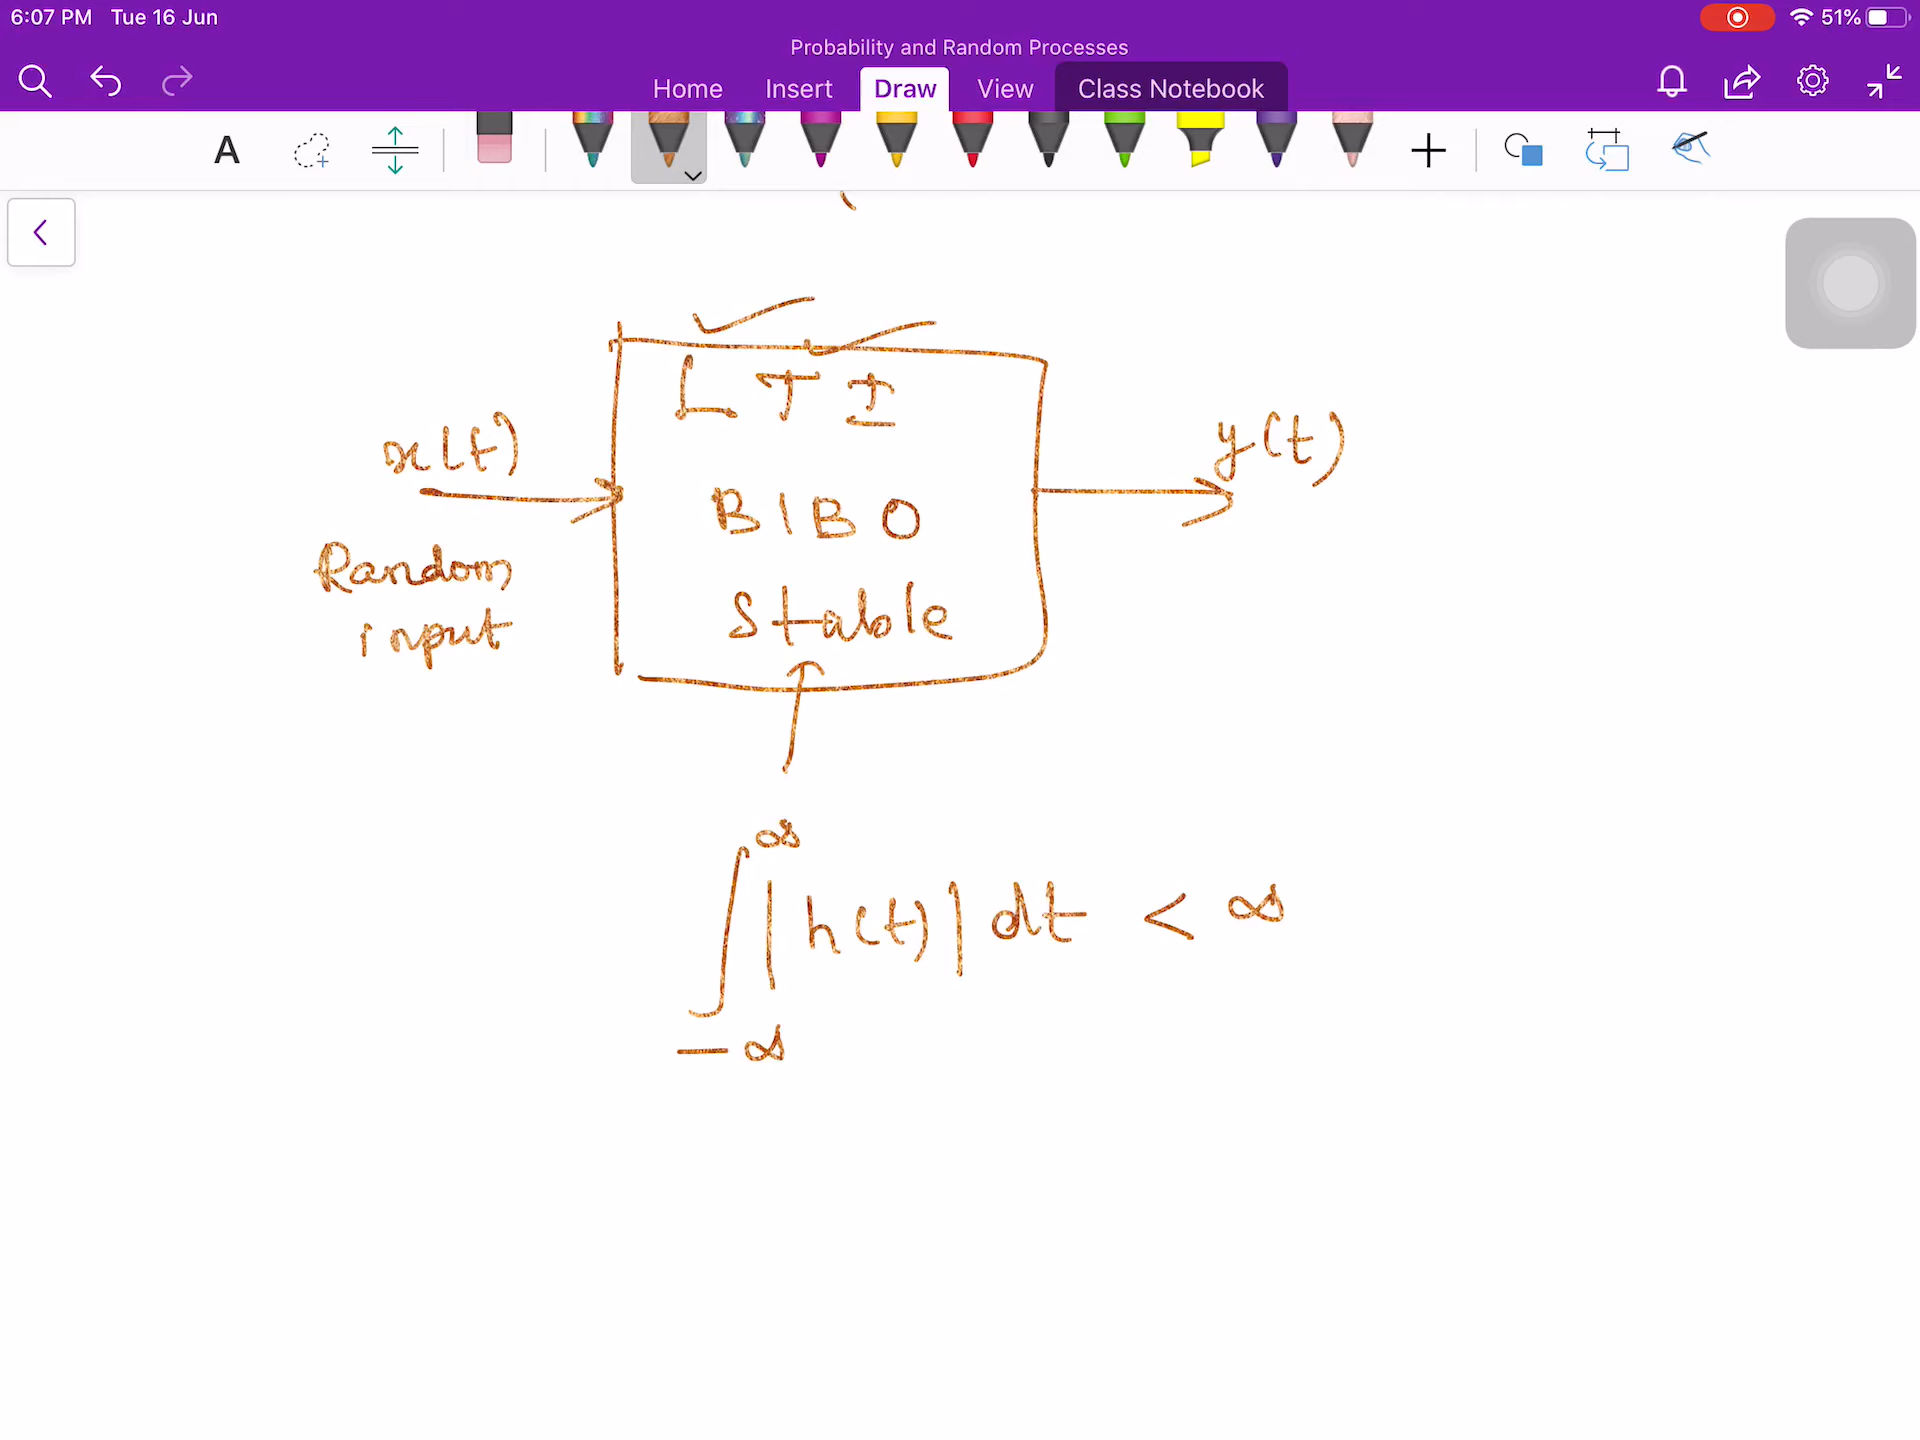 6:07 PM Tue 16 Jun 51%
Probability and Random Processes
Home Insert Draw View Class Notebook
A
LTI
x(t)
y(t)
BIBO
Random
input
Stable
∞
∫ |h(t)| dt < ∞
-∞